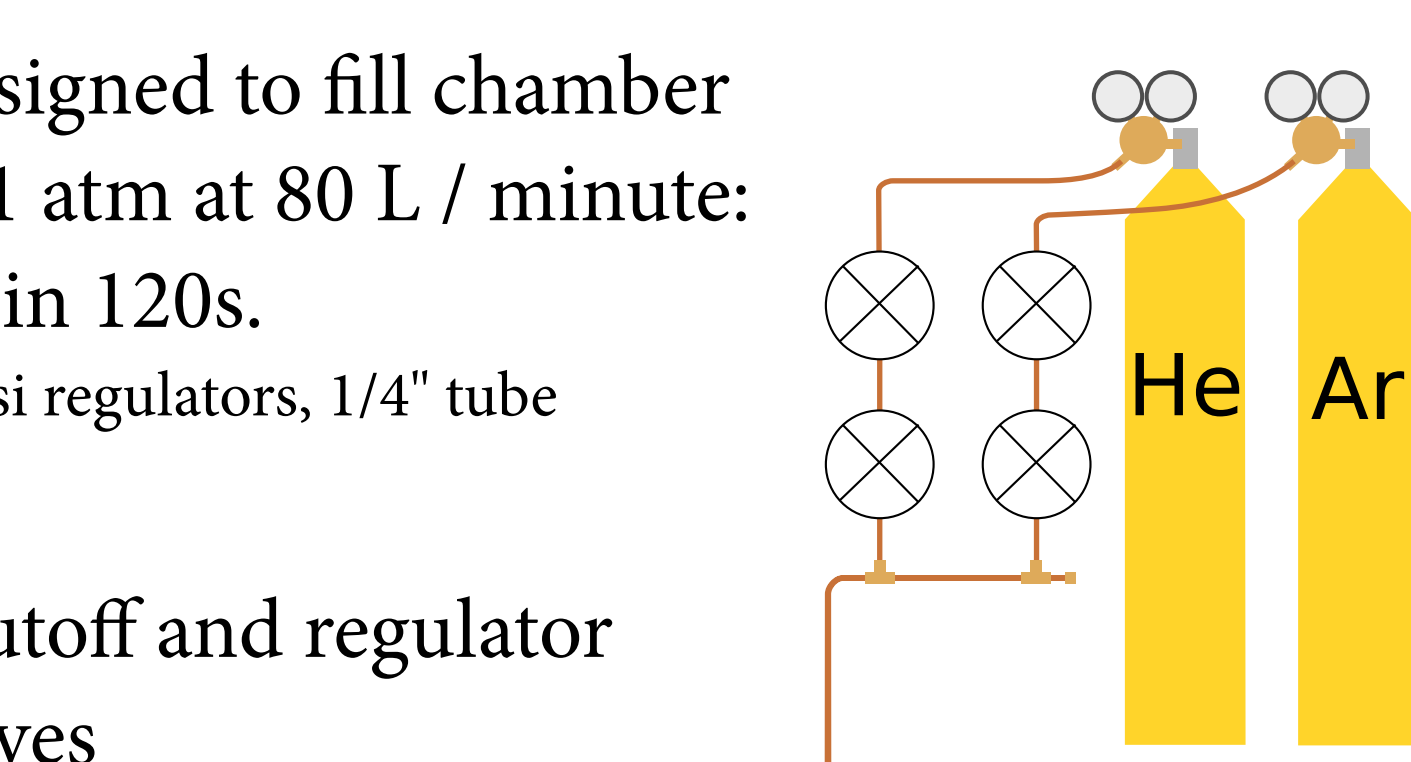 signed to fill chamber
1 atm at 80 L / minute:
in 120s.
si regulators, 1/4" tube
utoff and regulator
ves
He
Ar